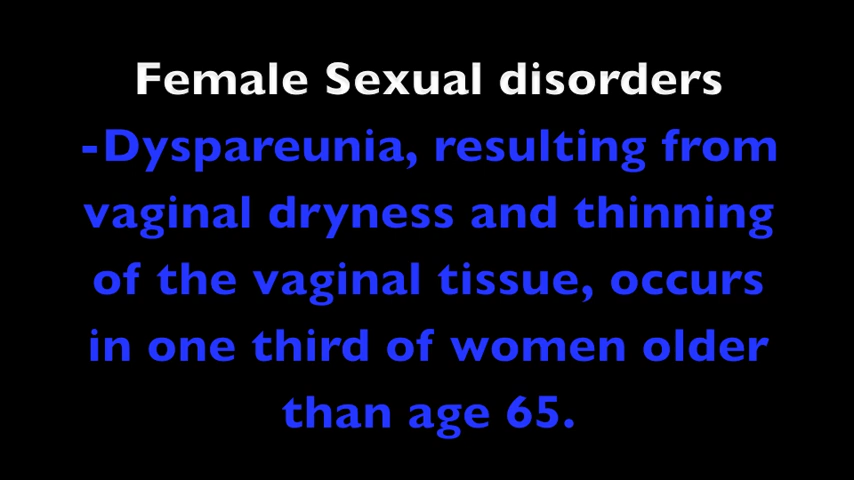 Female Sexual disorders
-Dyspareunia, resulting from
vaginal dryness and thinning
of the vaginal tissue, occurs
in one third of women older
than age 65.